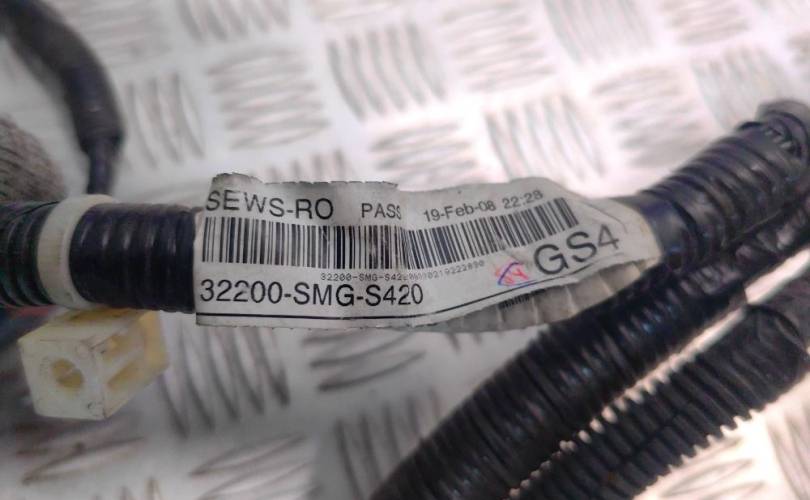 SEWS-RO PASS 19-Feb-08 22:28
32200-SMG-S420
GS4